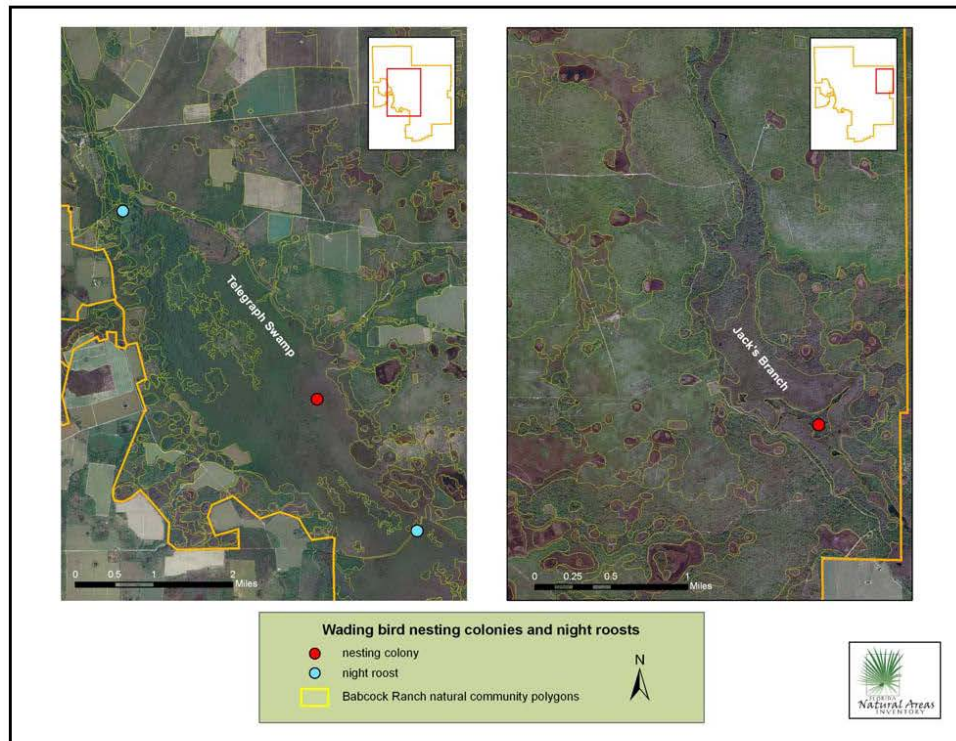 Telegraph Swamp
0 0.5 1 2
Miles
Jack's Branch
0 0.25 0.5 1
Miles
Wading bird nesting colonies and night roosts
nesting colony
night roost
Babcock Ranch natural community polygons
N
FLORIDA
Natural Areas
INVENTORY